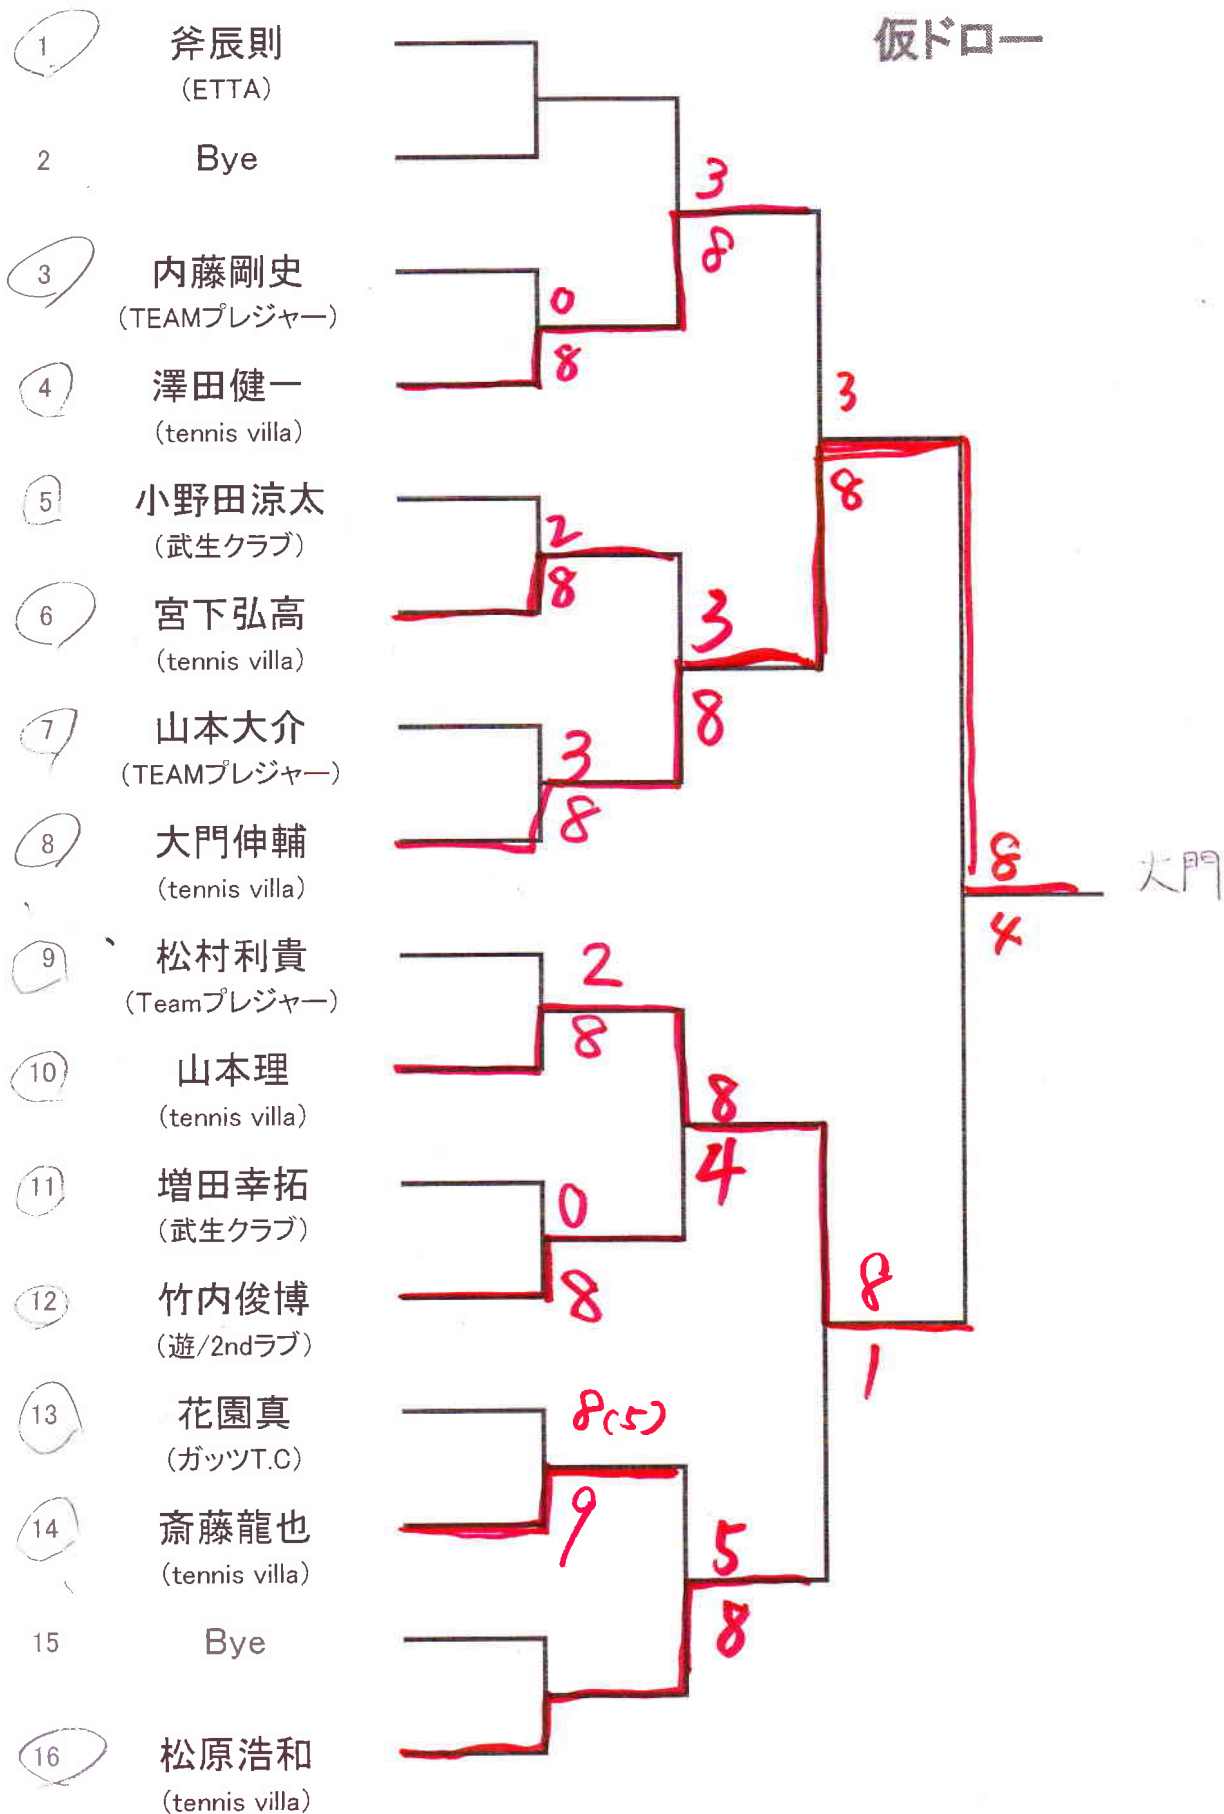 仮ドロー
1 斧辰則
(ETTA)
2 Bye
3
8
3 内藤剛史
(TEAMプレジャー)
0
8
4 澤田健一
(tennis villa)
3
8
5 小野田涼太
(武生クラブ)
2
8
6 宮下弘高
(tennis villa)
3
8
7 山本大介
(TEAMプレジャー)
3
8
8 大門伸輔
(tennis villa)
8
4
大門
9 松村利貴
(Teamプレジャー)
2
8
10 山本理
(tennis villa)
8
4
11 増田幸拓
(武生クラブ)
0
8
12 竹内俊博
(遊/2ndラブ)
8
1
13 花園真
(ガッツT.C)
8(5)
9
14 斎藤龍也
(tennis villa)
5
8
15 Bye
16 松原浩和
(tennis villa)